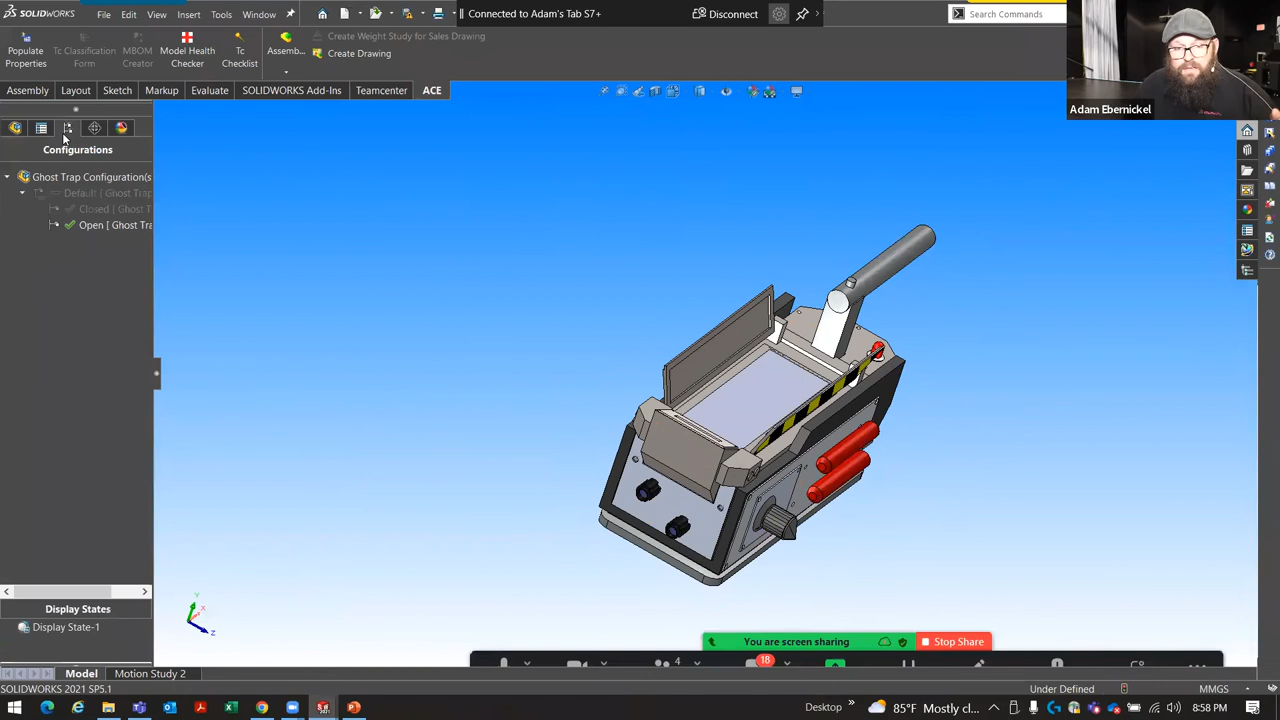 SOLIDWORKS
File Edit View Insert Tools Window
Connected to Adam's Tab S7+
Disconnect
Search Commands
Populate Properties
Tc Classification Form
MBOM Creator
Model Health Checker
Tc Checklist
Assemb...
Create Weight Study for Sales Drawing
Create Drawing
Adam Ebernickel
Assembly Layout Sketch Markup Evaluate SOLIDWORKS Add-Ins Teamcenter ACE
Configurations
Ghost Trap Configuration(s
Default [ Ghost Trap
Closed [ Ghost T
Open [ Ghost Tra
Display States
Display State-1
Y
X
Z
You are screen sharing
Stop Share
4
18
Model Motion Study 2
SOLIDWORKS 2021 SP5.1
Under Defined
MMGS
Desktop
85°F Mostly cl...
8:58 PM